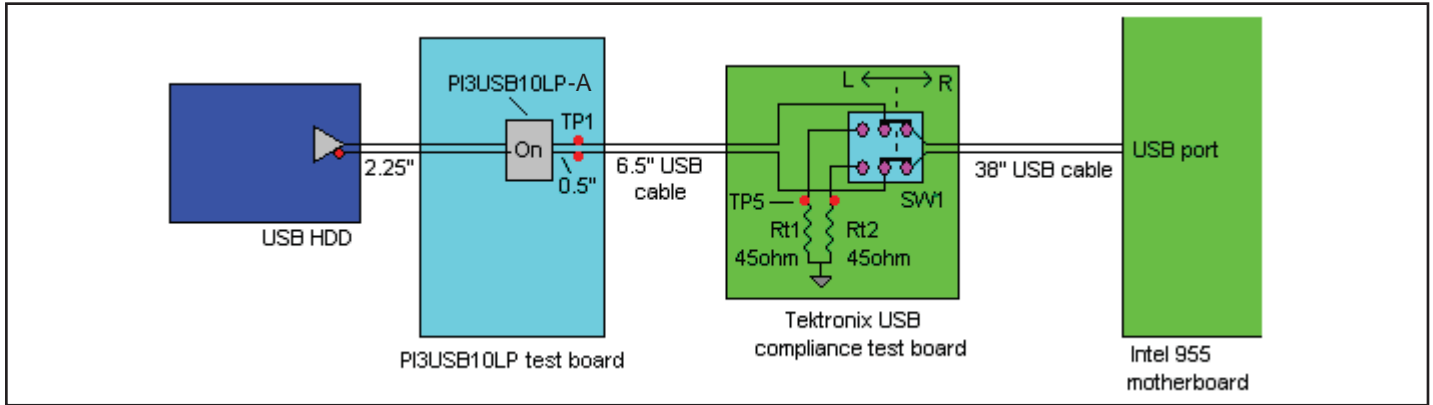 L R
PI3USB10LP-A
TP1
On
2.25"
0.5"
6.5" USB
cable
SW1
TP5
Rt1 Rt2
45ohm 45ohm
38" USB cable
USB port
USB HDD
PI3USB10LP test board
Tektronix USB
compliance test board
Intel 955
motherboard